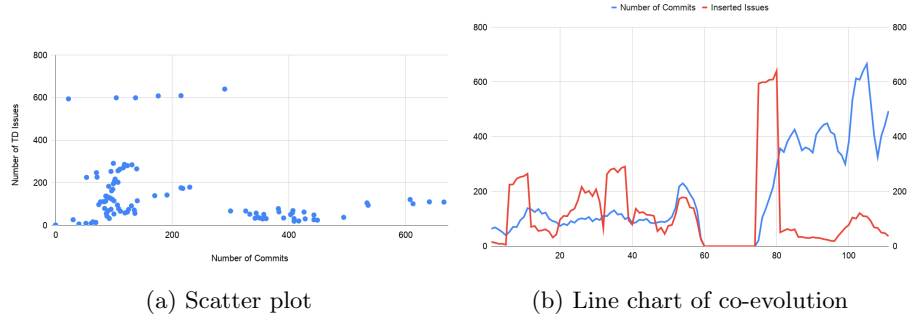 Number of Commits Inserted Issues
800
600
400
200
0
Number of TD Issues
0 200 400 600
Number of Commits
800 800
600 600
400 400
200 200
0 0
20 40 60 80 100
(a) Scatter plot
(b) Line chart of co-evolution